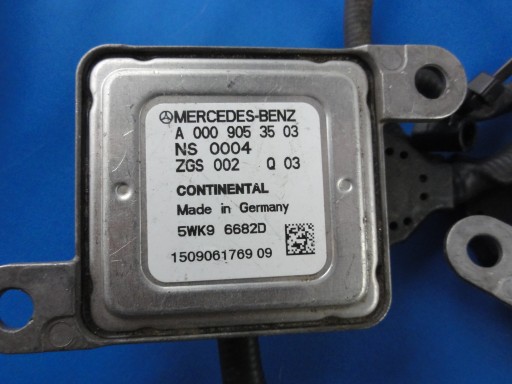 MERCEDES-BENZ
A 000 905 35 03
NS 0004
ZGS 002 Q 03
CONTINENTAL
Made in Germany
5WK9 6682D
1509061769 09